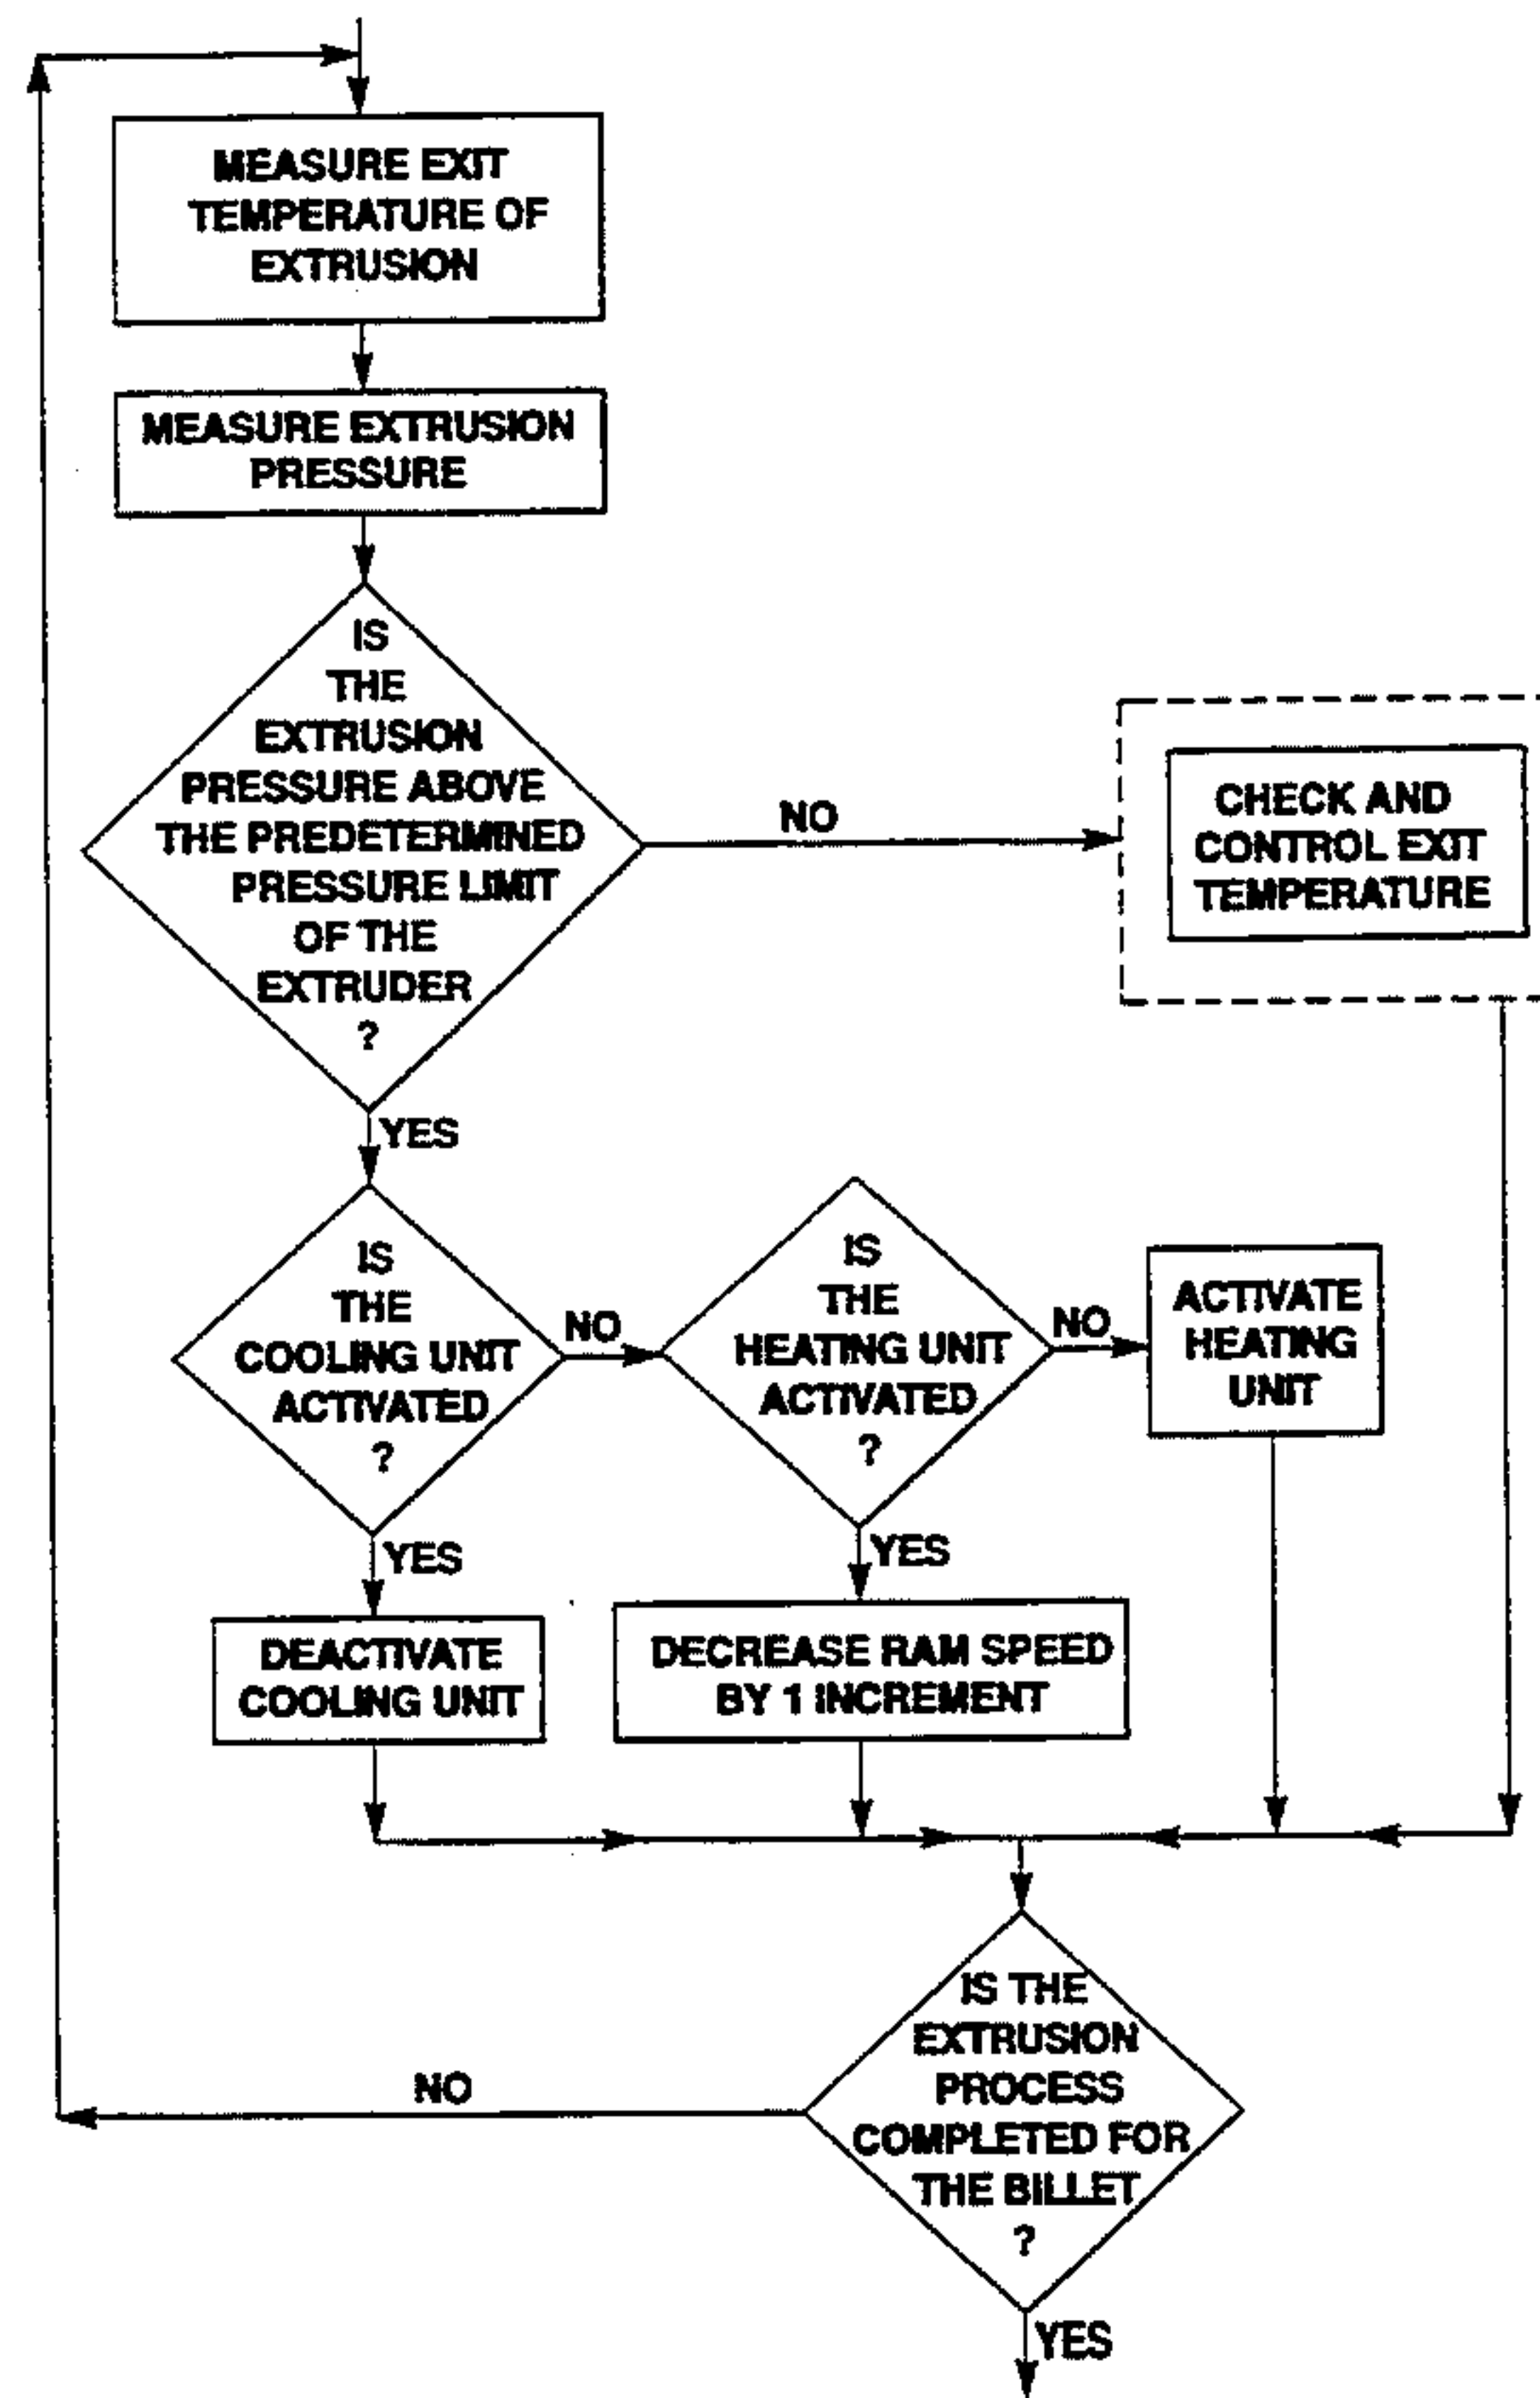 MEASURE EXIT
TEMPERATURE OF
EXTRUSION
MEASURE EXTRUSION
PRESSURE
IS
THE
EXTRUSION
PRESSURE ABOVE
THE PREDETERMINED
PRESSURE LIMIT
OF THE
EXTRUDER
?
NO
CHECK AND
CONTROL EXIT
TEMPERATURE
YES
IS
THE
COOLING UNIT
ACTIVATED
?
NO
IS
THE
HEATING UNIT
ACTIVATED
?
NO
ACTIVATE
HEATING
UNIT
YES
YES
DEACTIVATE
COOLING UNIT
DECREASE RAM SPEED
BY 1 INCREMENT
IS THE
EXTRUSION
PROCESS
COMPLETED FOR
THE BILLET
?
NO
YES